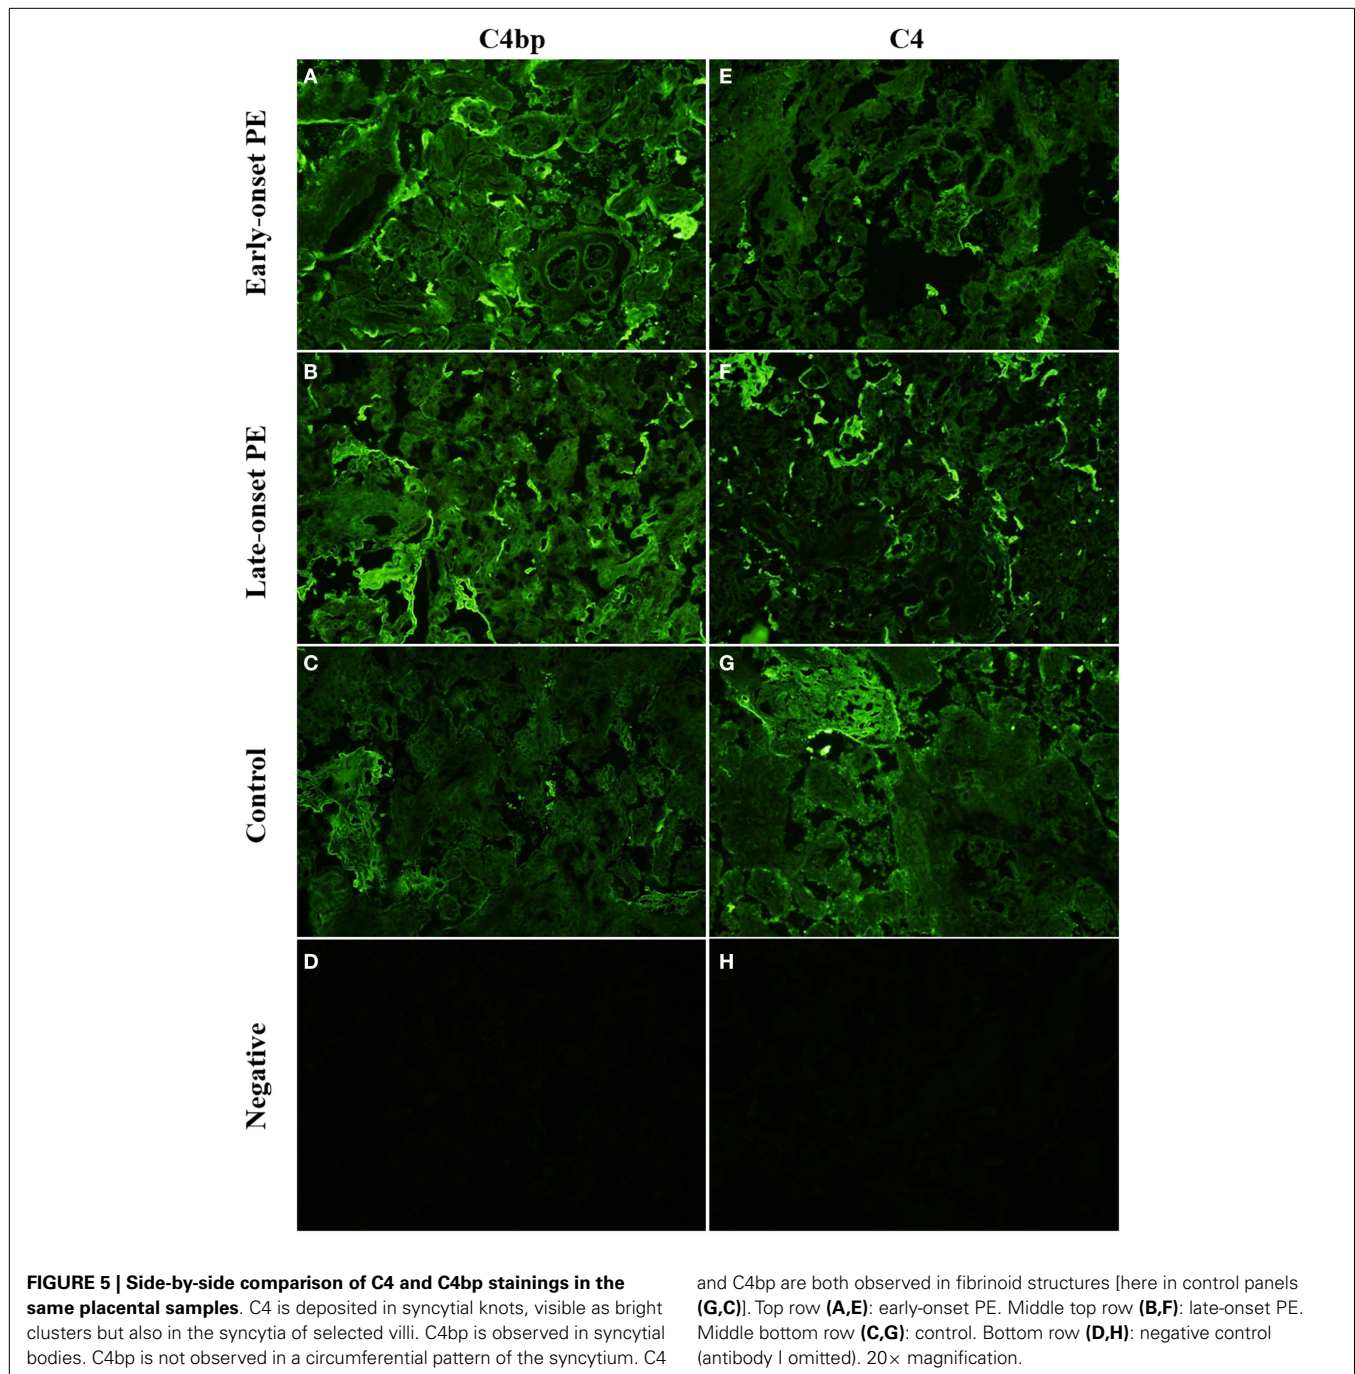 C4bp
C4
Early-onset PE
A
E
Late-onset PE
B
F
Control
C
G
Negative
D
H
FIGURE 5 | Side-by-side comparison of C4 and C4bp stainings in the
same placental samples. C4 is deposited in syncytial knots, visible as bright
clusters but also in the syncytia of selected villi. C4bp is observed in syncytial
bodies. C4bp is not observed in a circumferential pattern of the syncytium. C4
and C4bp are both observed in fibrinoid structures [here in control panels
(G,C)]. Top row (A,E): early-onset PE. Middle top row (B,F): late-onset PE.
Middle bottom row (C,G): control. Bottom row (D,H): negative control
(antibody I omitted). 20× magnification.